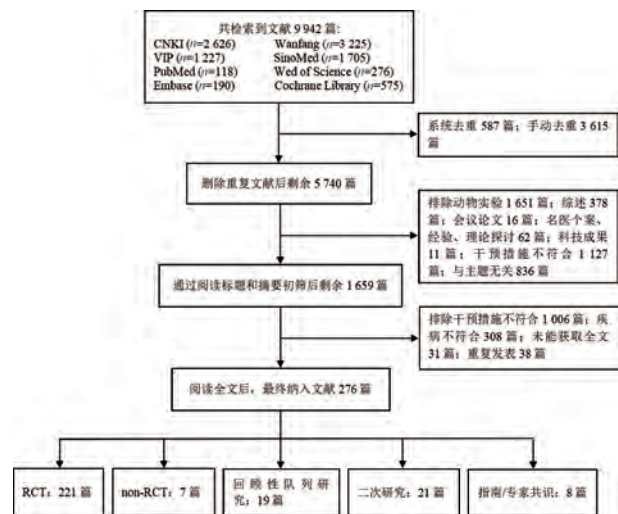 共检索到文献 9 942 篇:
CNKI (n=2 626) Wanfang (n=3 225)
VIP (n=1 227) SinoMed (n=1 705)
PubMed (n=118) Wed of Science (n=276)
Embase (n=190) Cochrane Library (n=575)
系统去重 587 篇；手动去重 3 615
篇
删除重复文献后剩余 5 740 篇
排除动物实验 1 651 篇；综述 378
篇；会议论文 16 篇；名医个案、
经验、理论探讨 62 篇；科技成果
11 篇；干预措施不符合 1 127
篇；与主题无关 836 篇
通过阅读标题和摘要初筛后剩余 1 659 篇
排除干预措施不符合 1 006 篇；疾
病不符合 308 篇；未能获取全文
31 篇；重复发表 38 篇
阅读全文后，最终纳入文献 276 篇
RCT：221 篇
non-RCT：7 篇
回顾性队列研
究：19 篇
二次研究：21 篇
指南/专家共识：8 篇